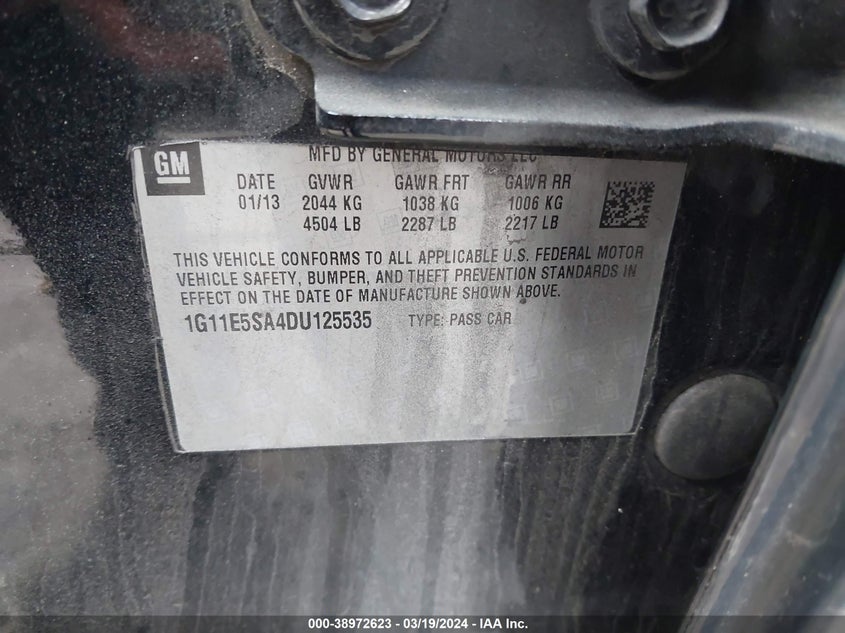 GM
MFD BY GENERAL MOTORS LLC
DATE GVWR GAWR FRT GAWR RR
01/13 2044 KG 1038 KG 1006 KG
4504 LB 2287 LB 2217 LB
THIS VEHICLE CONFORMS TO ALL APPLICABLE U.S. FEDERAL MOTOR
VEHICLE SAFETY, BUMPER, AND THEFT PREVENTION STANDARDS IN
EFFECT ON THE DATE OF MANUFACTURE SHOWN ABOVE.
1G11E5SA4DU125535 TYPE: PASS CAR
000-38972623 - 03/19/2024 - IAA Inc.